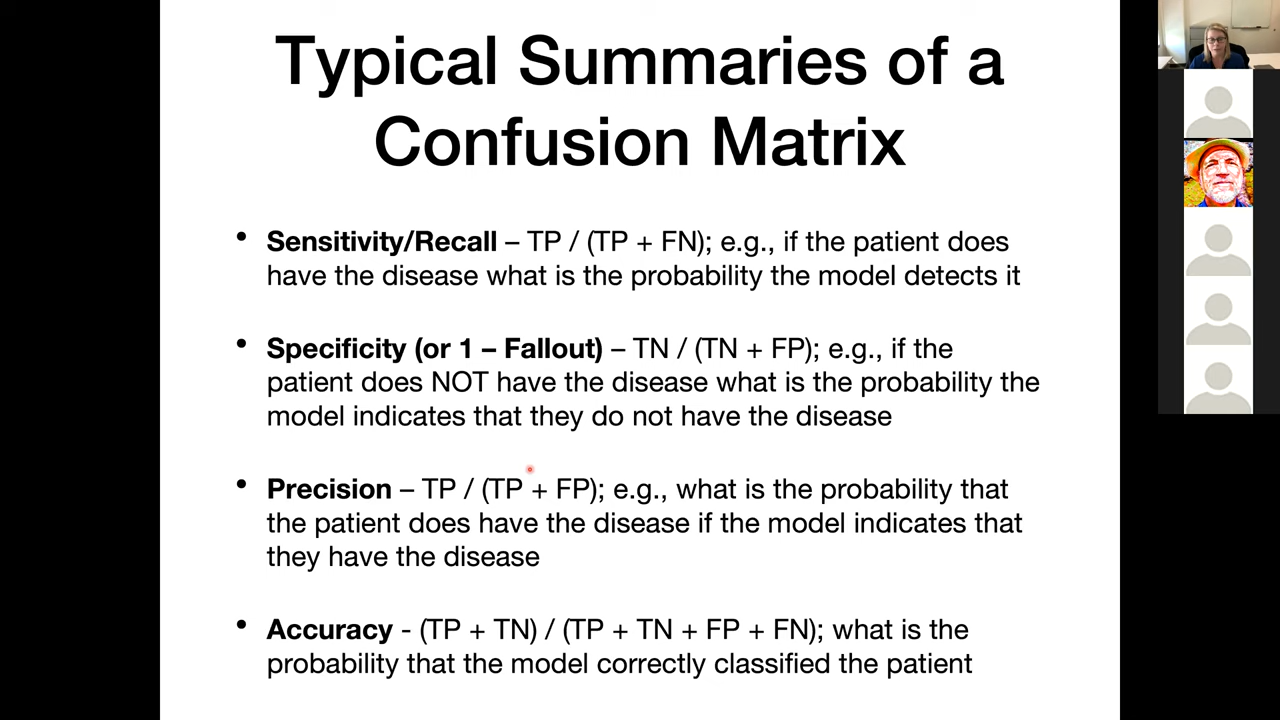 Typical Summaries of a
Confusion Matrix
• Sensitivity/Recall – TP / (TP + FN); e.g., if the patient does
have the disease what is the probability the model detects it
• Specificity (or 1 – Fallout) – TN / (TN + FP); e.g., if the
patient does NOT have the disease what is the probability the
model indicates that they do not have the disease
• Precision – TP / (TP + FP); e.g., what is the probability that
the patient does have the disease if the model indicates that
they have the disease
• Accuracy - (TP + TN) / (TP + TN + FP + FN); what is the
probability that the model correctly classified the patient